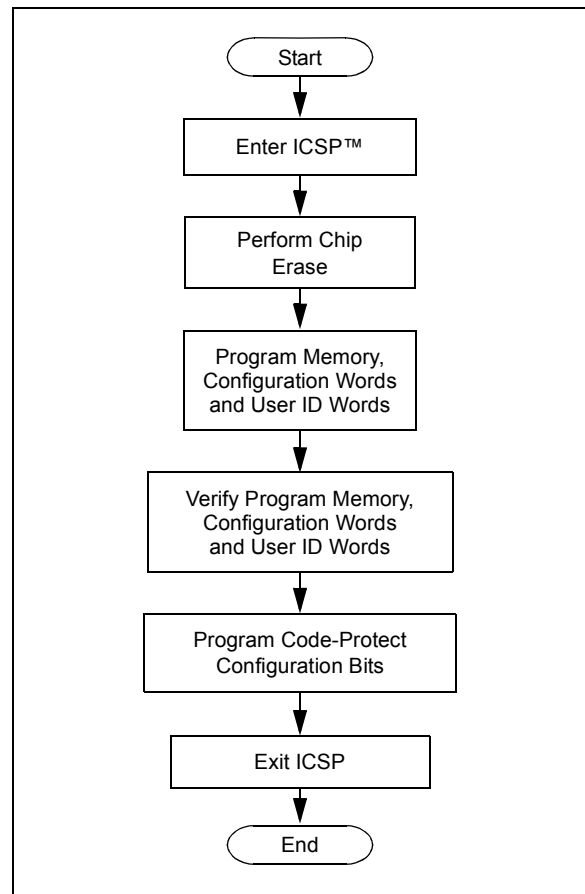 Start
Enter ICSP™
Perform Chip
Erase
Program Memory,
Configuration Words
and User ID Words
Verify Program Memory,
Configuration Words
and User ID Words
Program Code-Protect
Configuration Bits
Exit ICSP
End